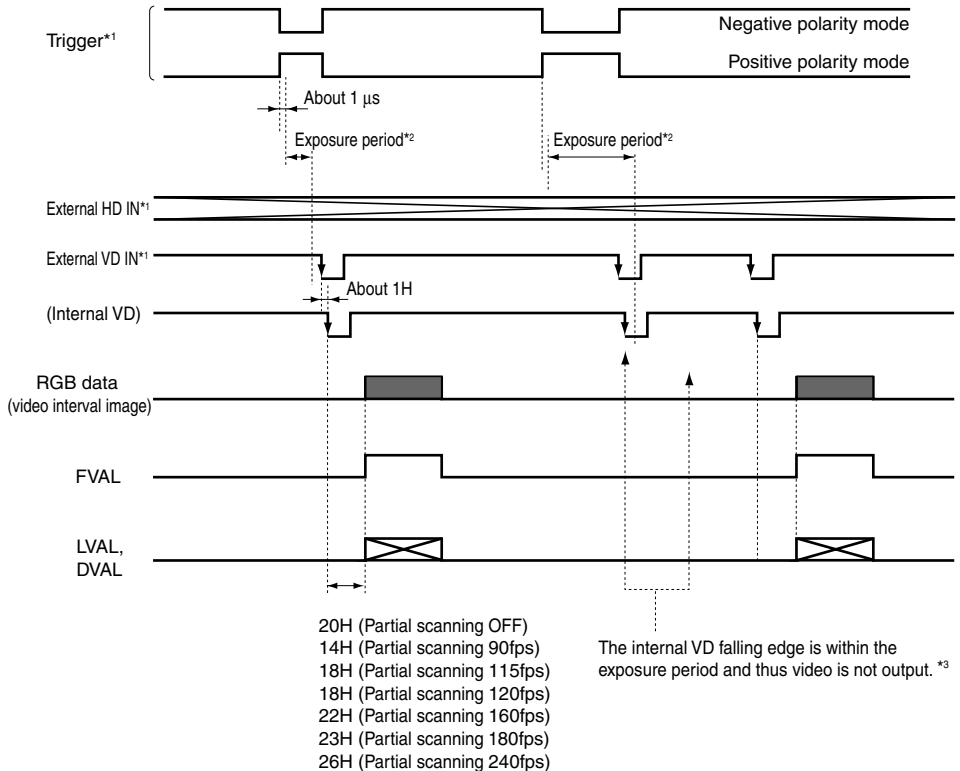 Trigger*1
Negative polarity mode
Positive polarity mode
About 1 µs
Exposure period*2
Exposure period*2
External HD IN*1
External VD IN*1
About 1H
(Internal VD)
RGB data
(video interval image)
FVAL
LVAL,
DVAL
20H (Partial scanning OFF)
14H (Partial scanning 90fps)
18H (Partial scanning 115fps)
18H (Partial scanning 120fps)
22H (Partial scanning 160fps)
23H (Partial scanning 180fps)
26H (Partial scanning 240fps)
The internal VD falling edge is within the
exposure period and thus video is not output. *3